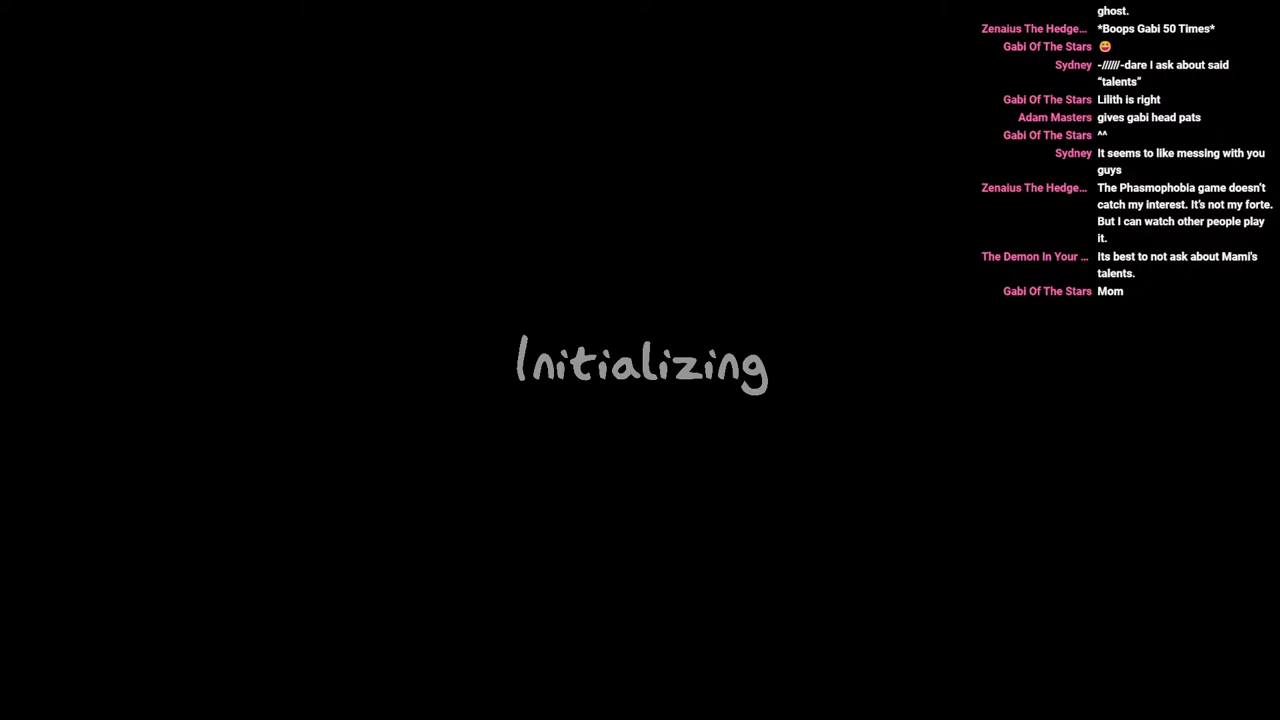 ghost.
Zenaius The Hedge... *Boops Gabi 50 Times*
Gabi Of The Stars 😄
Sydney -//////-dare I ask about said
“talents”
Gabi Of The Stars Lilith is right
Adam Masters gives gabi head pats
Gabi Of The Stars ^^
Sydney It seems to like messing with you
guys
Zenaius The Hedge... The Phasmophobia game doesn’t
catch my interest. It’s not my forte.
But I can watch other people play
it.
The Demon In Your ... Its best to not ask about Mami's
talents.
Gabi Of The Stars Mom
Initializing